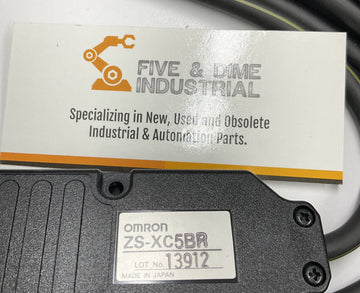 FIVE & DIME
INDUSTRIAL
Specializing in New, Used and Obsolete
Industrial & Automation Parts.
OMRON
ZS-XC5BR
LOT No. 13912
MADE IN JAPAN